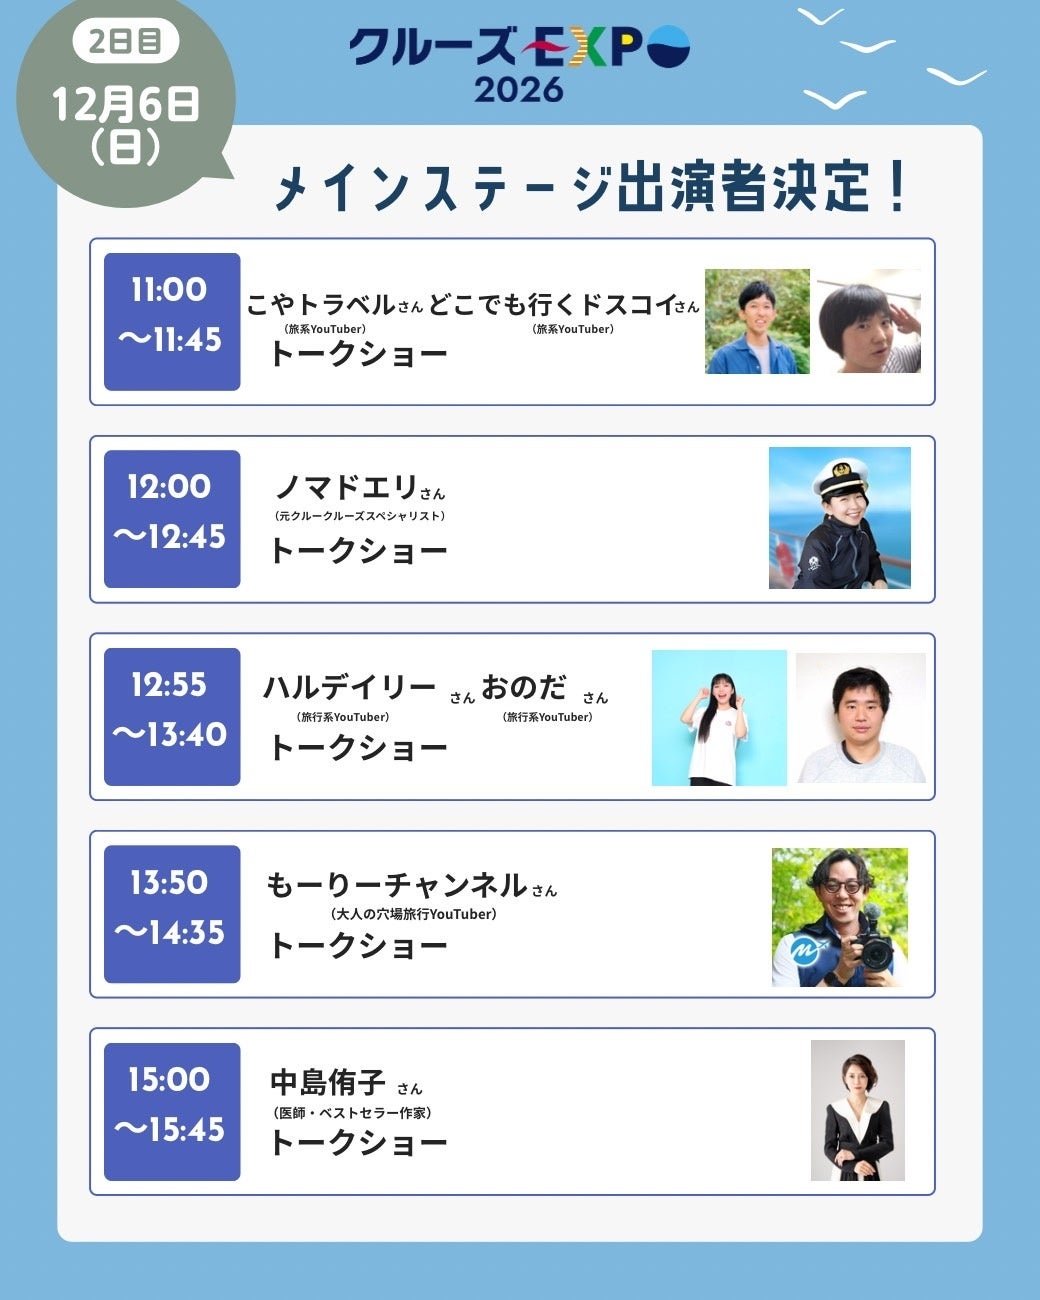 2日目
12月6日
（日）
クルーズEXPO
2026
メインステージ出演者決定！
11:00
～11:45
こやトラベルさん どこでも行くドスコイさん
（旅系YouTuber） （旅系YouTuber）
トークショー
12:00
～12:45
ノマドエリさん
（元クルークルーズスペシャリスト）
トークショー
12:55
～13:40
ハルデイリー さん おのだ さん
（旅行系YouTuber） （旅行系YouTuber）
トークショー
13:50
～14:35
もーりーチャンネルさん
（大人の穴場旅行YouTuber）
トークショー
15:00
～15:45
中島侑子 さん
（医師・ベストセラー作家）
トークショー